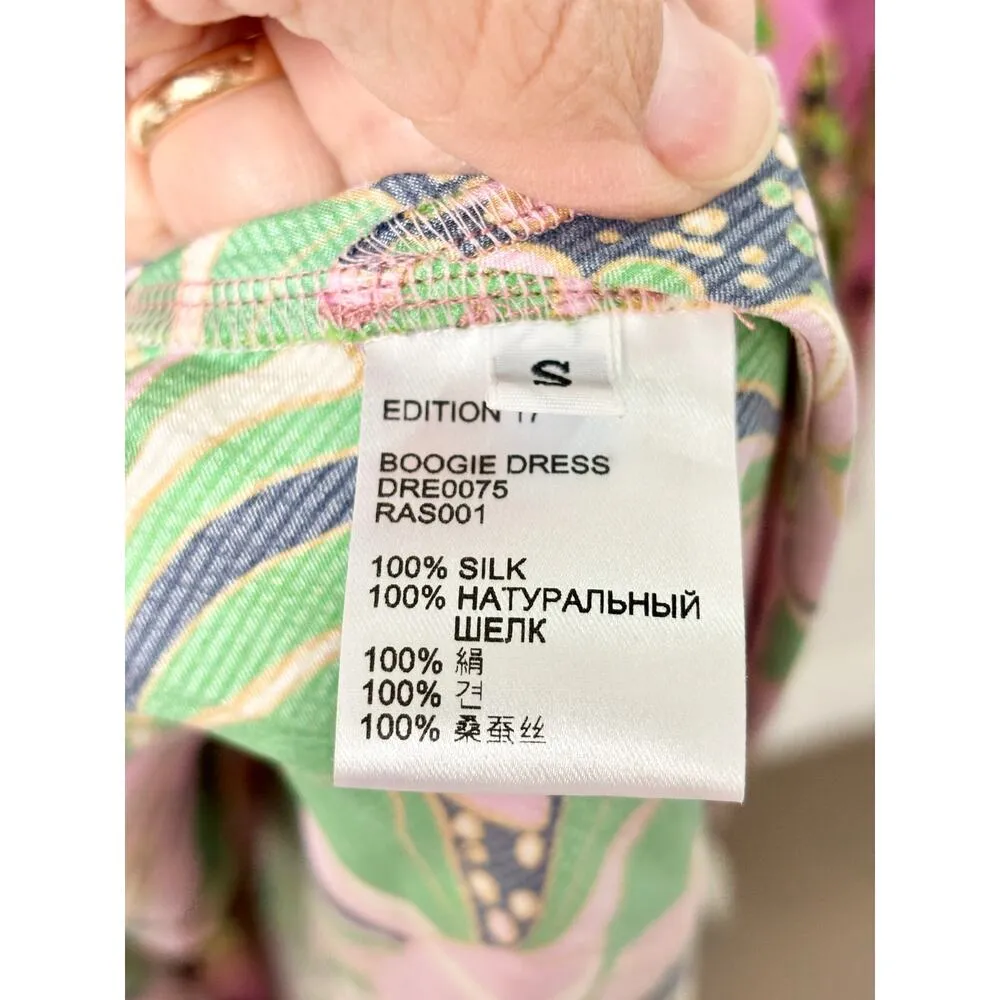 S
EDITION 17
BOOGIE DRESS
DRE0075
RAS001
100% SILK
100% НАТУРАЛЬНЫЙ
ШЕЛК
100% 絹
100% 견
100% 桑蚕丝